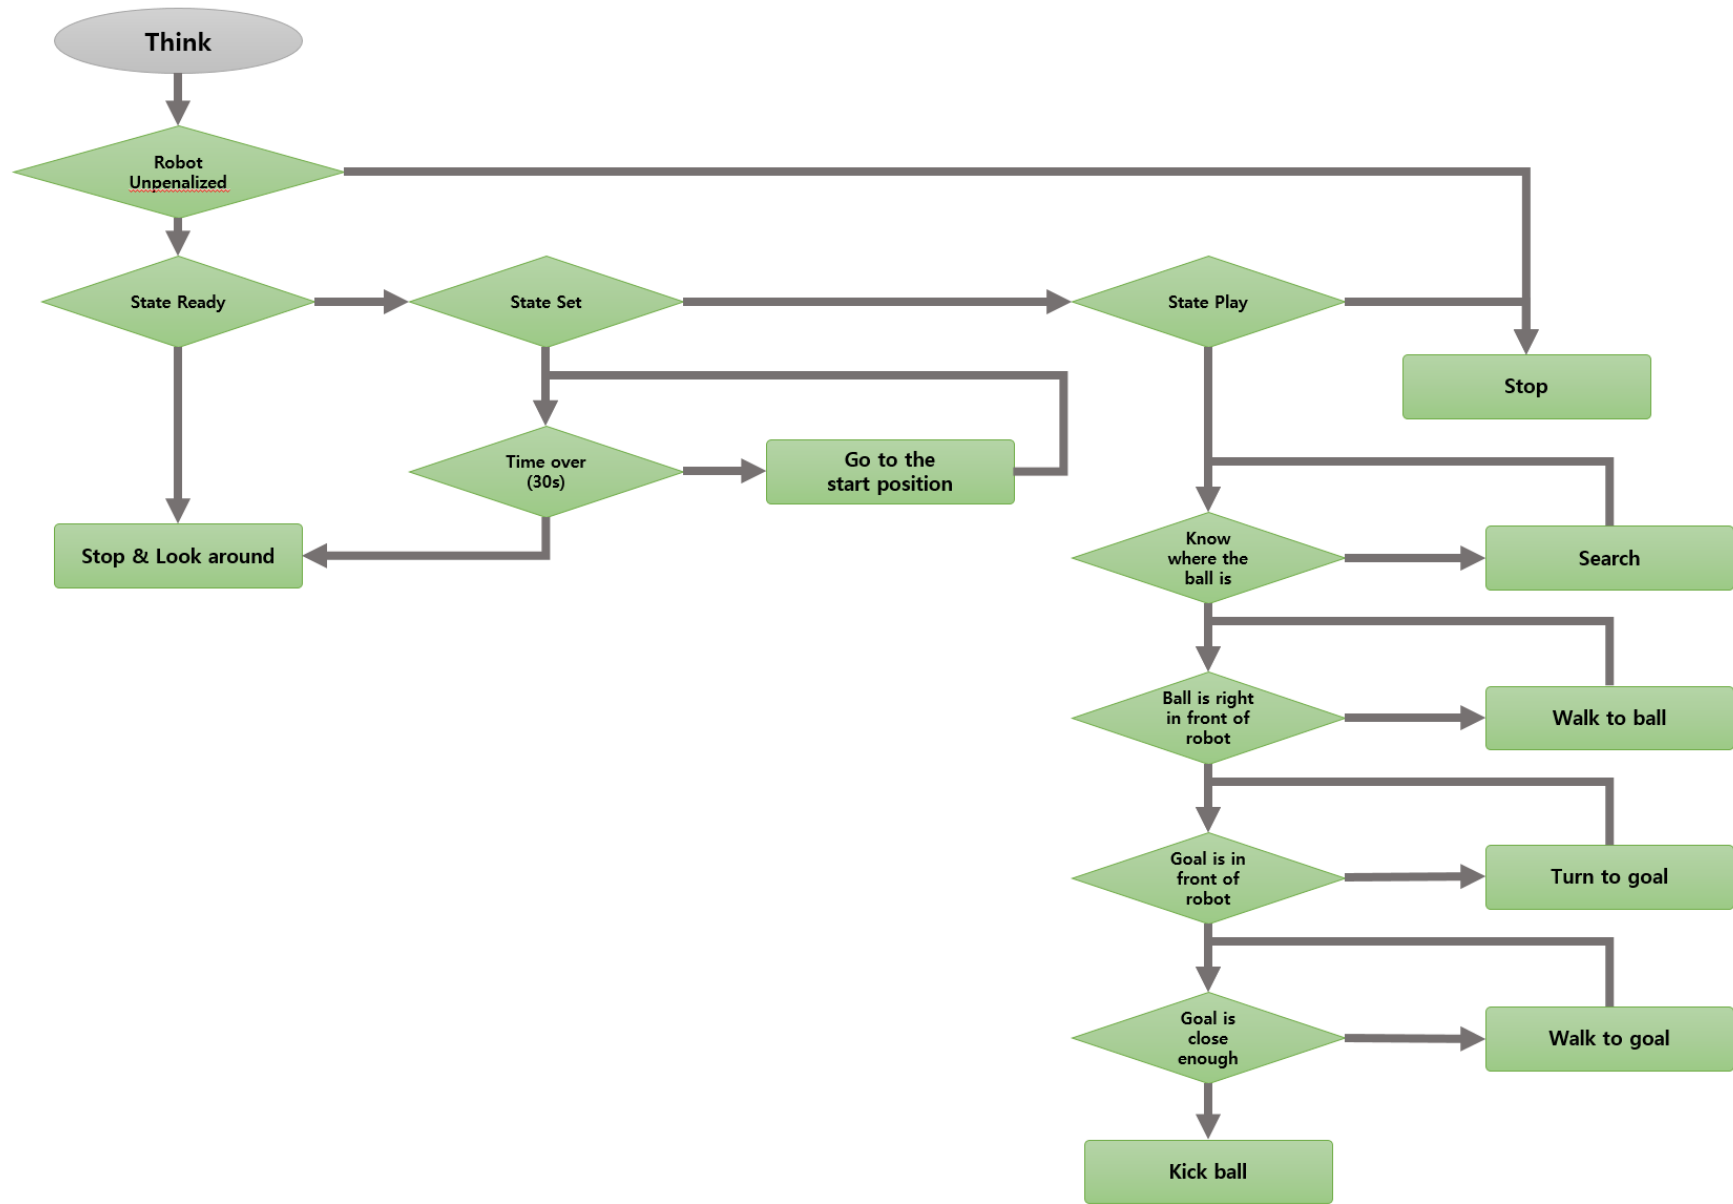 Think
Robot
Unpenalized
State Ready
State Set
State Play
Stop
Time over
(30s)
Go to the
start position
Stop & Look around
Know
where the
ball is
Search
Ball is right
in front of
robot
Walk to ball
Goal is in
front of
robot
Turn to goal
Goal is
close
enough
Walk to goal
Kick ball